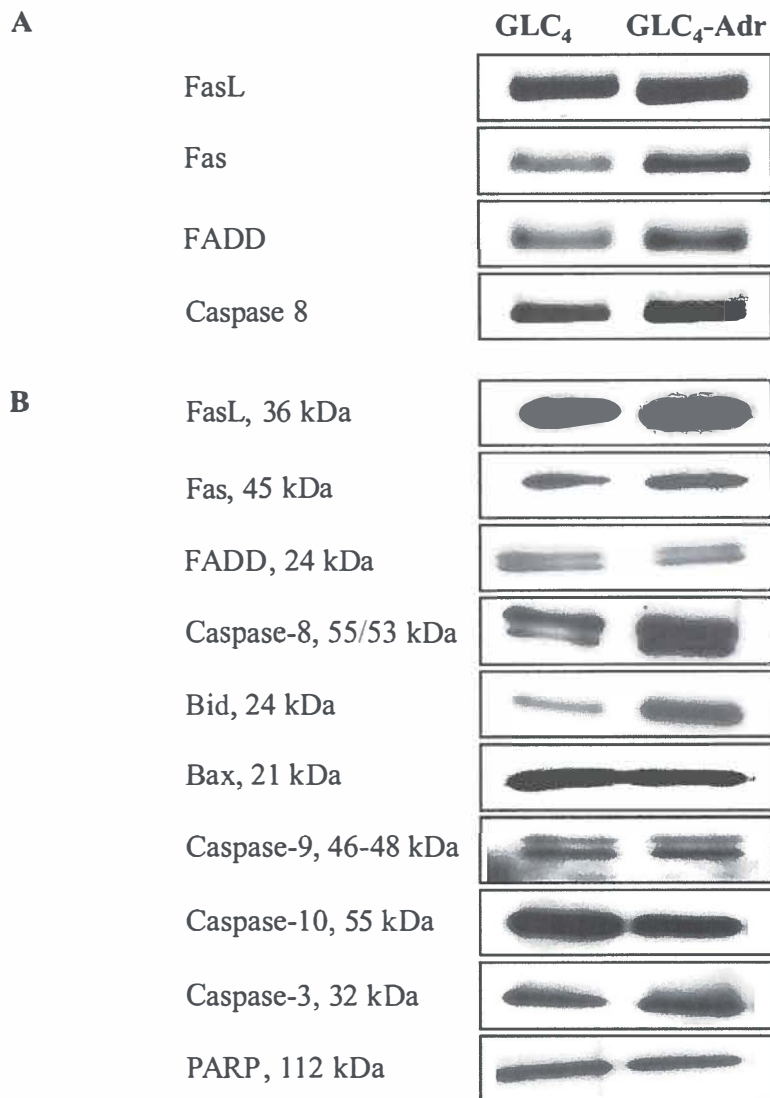 A GLC₄ GLC₄-Adr
FasL
Fas
FADD
Caspase 8
B FasL, 36 kDa
Fas, 45 kDa
FADD, 24 kDa
Caspase-8, 55/53 kDa
Bid, 24 kDa
Bax, 21 kDa
Caspase-9, 46-48 kDa
Caspase-10, 55 kDa
Caspase-3, 32 kDa
PARP, 112 kDa